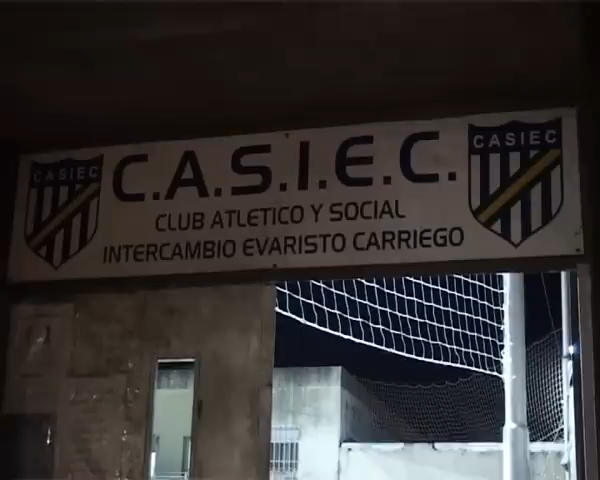 CASIEC
C.A.S.I.E.C.
CASIEC
CLUB ATLETICO Y SOCIAL
INTERCAMBIO EVARISTO CARRIEGO